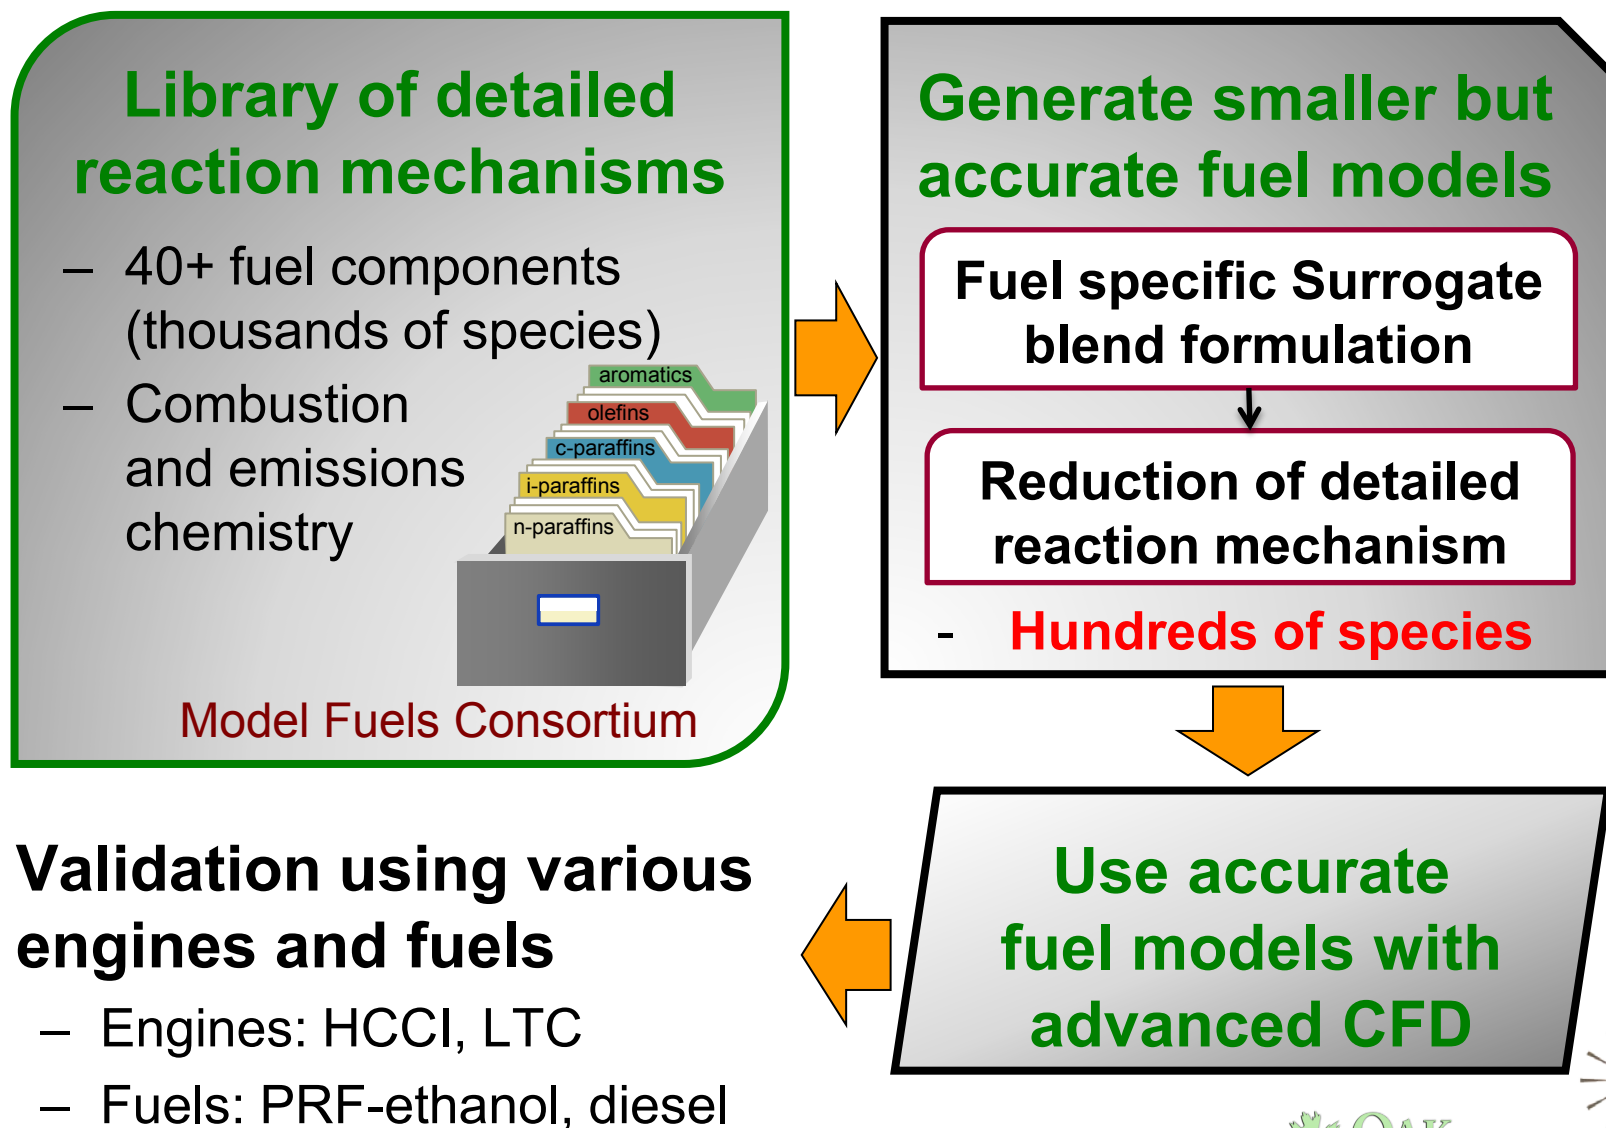 Library of detailed
reaction mechanisms
– 40+ fuel components
(thousands of species)
– Combustion
and emissions
chemistry
aromatics
olefins
c-paraffins
i-paraffins
n-paraffins
Model Fuels Consortium
Generate smaller but
accurate fuel models
Fuel specific Surrogate
blend formulation
Reduction of detailed
reaction mechanism
- Hundreds of species
Use accurate
fuel models with
advanced CFD
Validation using various
engines and fuels
– Engines: HCCI, LTC
– Fuels: PRF-ethanol, diesel
OAK